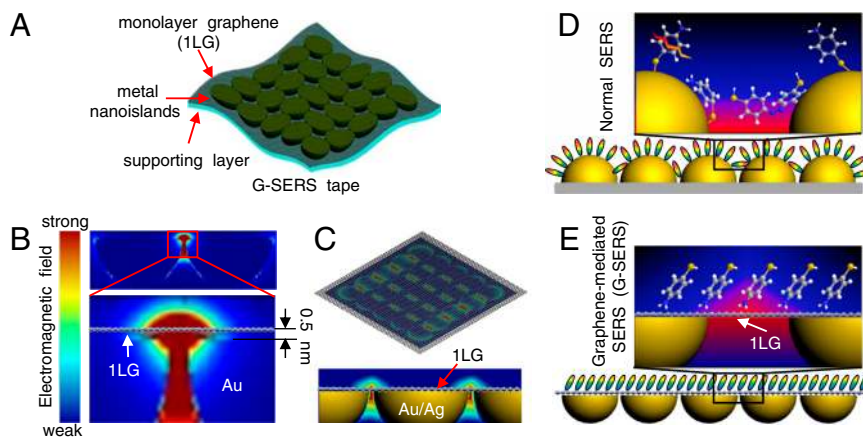 A
monolayer graphene
(1LG)
metal
nanoislands
supporting layer
G-SERS tape
B
strong
Electromagnetic field
weak
1LG
Au
0.5 nm
C
1LG
Au/Ag
D
Normal SERS
E
Graphene-mediated
SERS (G-SERS)
1LG